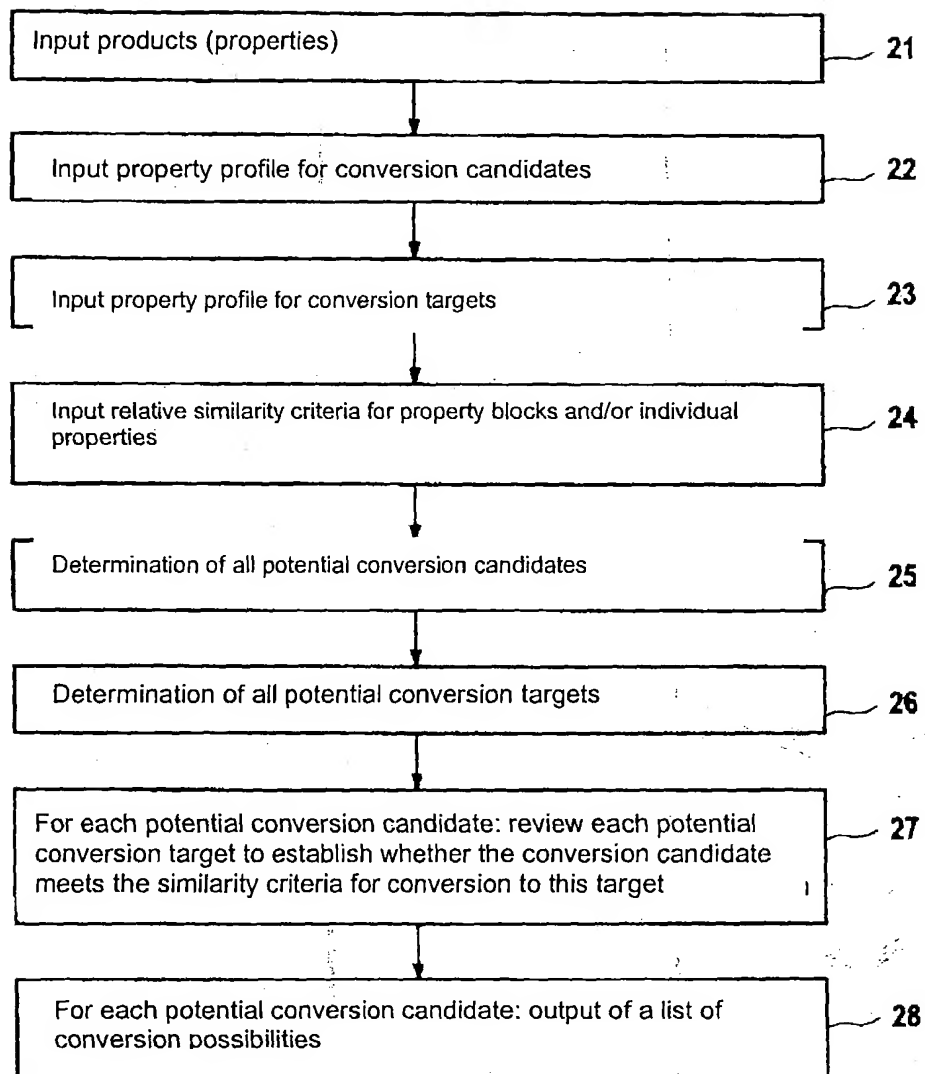 Input products (properties)
21
Input property profile for conversion candidates
22
Input property profile for conversion targets
23
Input relative similarity criteria for property blocks and/or individual
properties
24
Determination of all potential conversion candidates
25
Determination of all potential conversion targets
26
For each potential conversion candidate: review each potential
conversion target to establish whether the conversion candidate
meets the similarity criteria for conversion to this target
27
For each potential conversion candidate: output of a list of
conversion possibilities
28